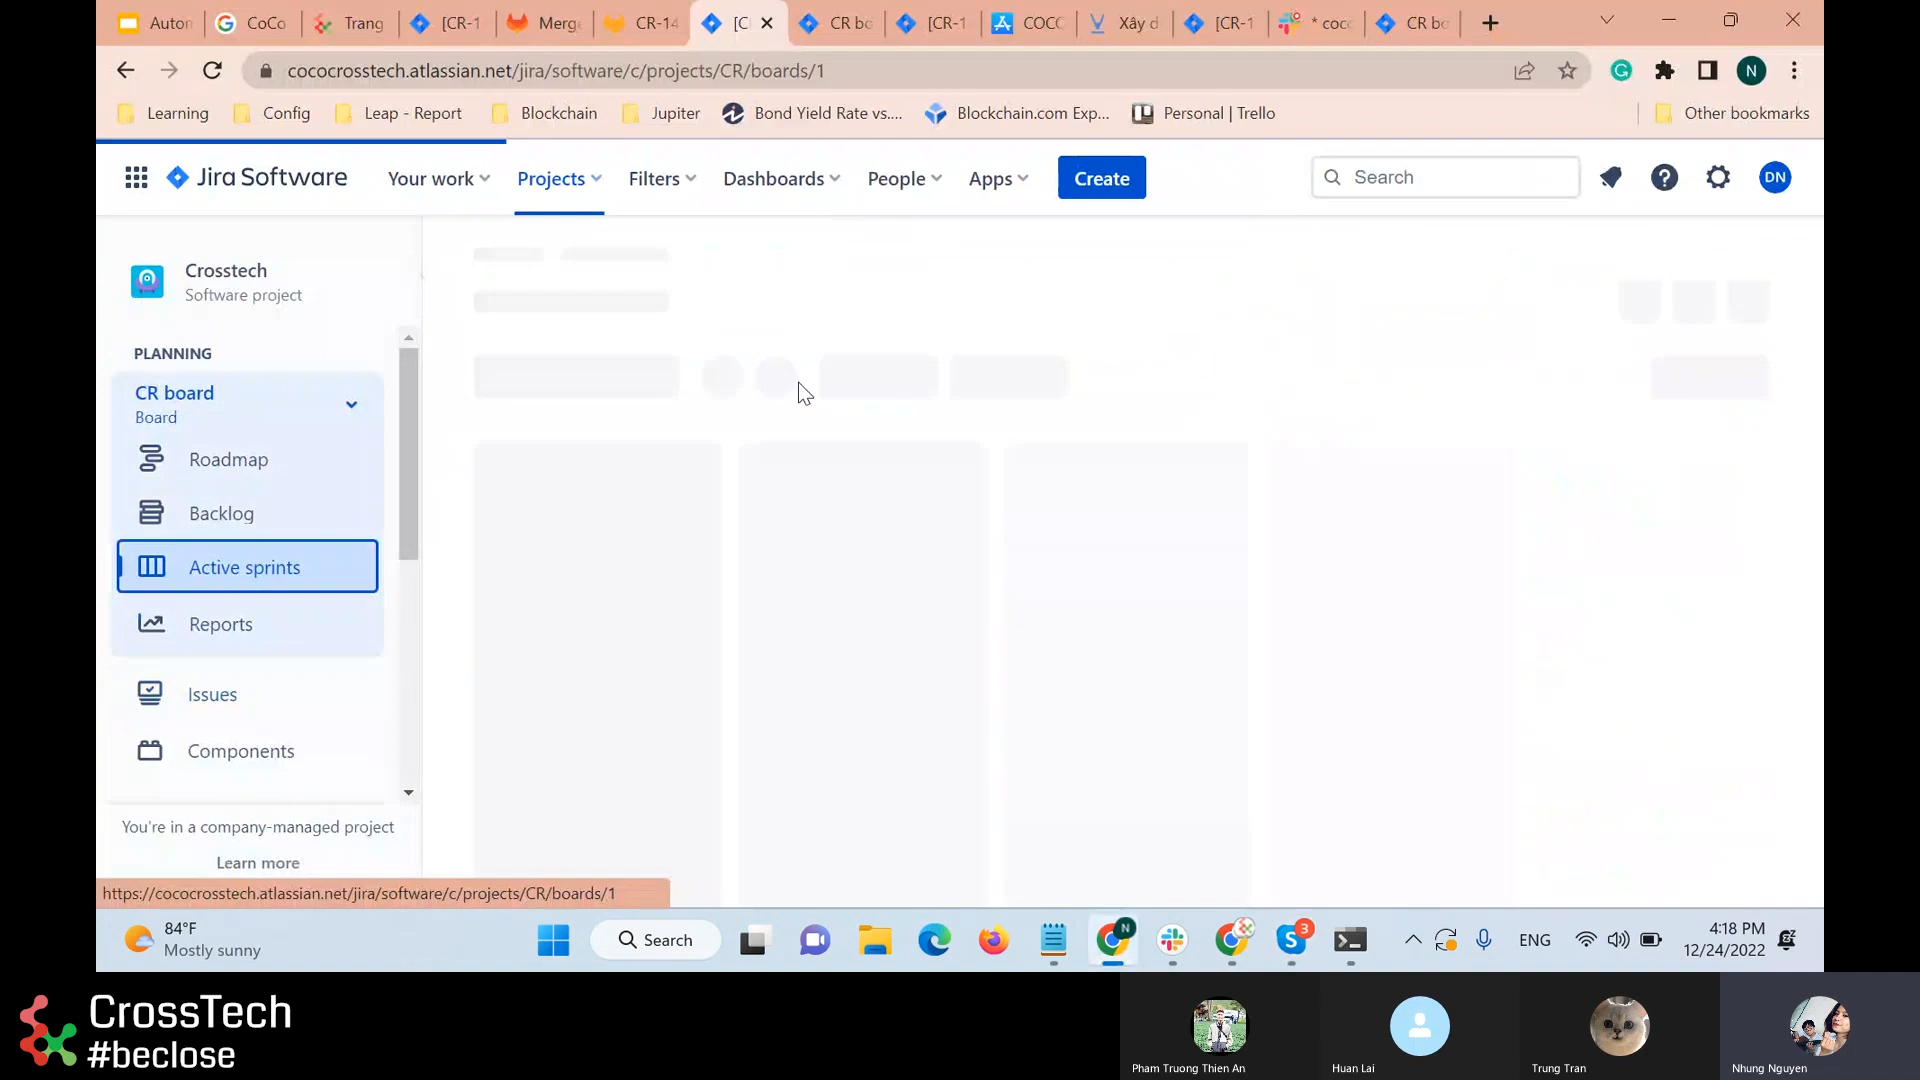 Auton
CoCo
Trang
[CR-1
Merge
CR-14
[C
CR bo
[CR-1
COCO
Xây d
[CR-1
* coco
CR bo
cococrosstech.atlassian.net/jira/software/c/projects/CR/boards/1
N
Learning
Config
Leap - Report
Blockchain
Jupiter
Bond Yield Rate vs....
Blockchain.com Exp...
Personal | Trello
Other bookmarks
Jira Software
Your work
Projects
Filters
Dashboards
People
Apps
Create
Search
DN
Crosstech
Software project
PLANNING
CR board
Board
Roadmap
Backlog
Active sprints
Reports
Issues
Components
You're in a company-managed project
Learn more
https://cococrosstech.atlassian.net/jira/software/c/projects/CR/boards/1
84°F
Mostly sunny
Search
N
3
ENG
4:18 PM
12/24/2022
CrossTech
#beclose
Pham Truong Thien An
Huan Lai
Trung Tran
Nhung Nguyen